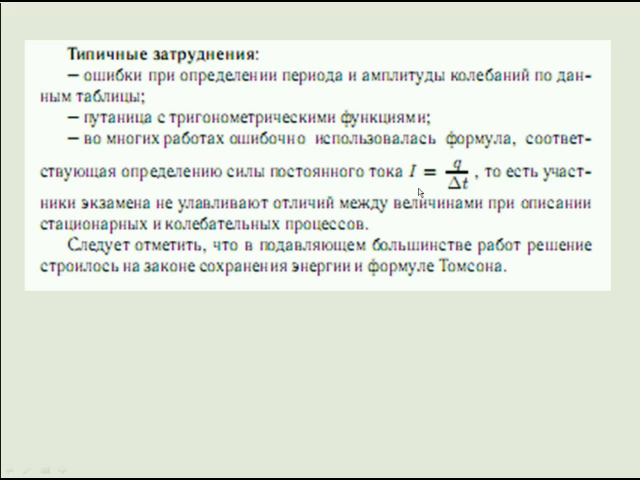 Типичные затруднения:
– ошибки при определении периода и амплитуды колебаний по дан-
ным таблицы;
– путаница с тригонометрическими функциями;
– во многих работах ошибочно использовалась формула, соответ-
ствующая определению силы постоянного тока I = q/Δt , то есть участ-
ники экзамена не улавливают отличий между величинами при описании
стационарных и колебательных процессов.
Следует отметить, что в подавляющем большинстве работ решение
строилось на законе сохранения энергии и формуле Томсона.